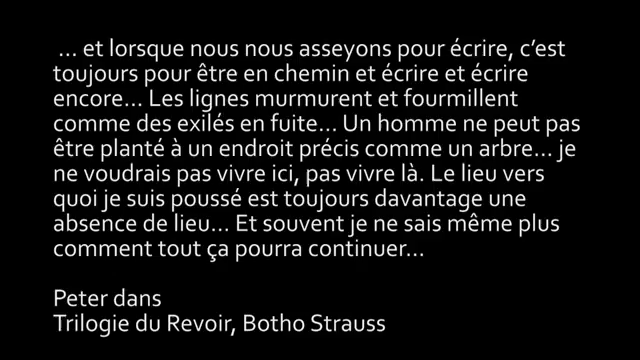 ... et lorsque nous nous asseyons pour écrire, c’est
toujours pour être en chemin et écrire et écrire
encore... Les lignes murmurent et fourmillent
comme des exilés en fuite... Un homme ne peut pas
être planté à un endroit précis comme un arbre... je
ne voudrais pas vivre ici, pas vivre là. Le lieu vers
quoi je suis poussé est toujours davantage une
absence de lieu... Et souvent je ne sais même plus
comment tout ça pourra continuer...
Peter dans
Trilogie du Revoir, Botho Strauss